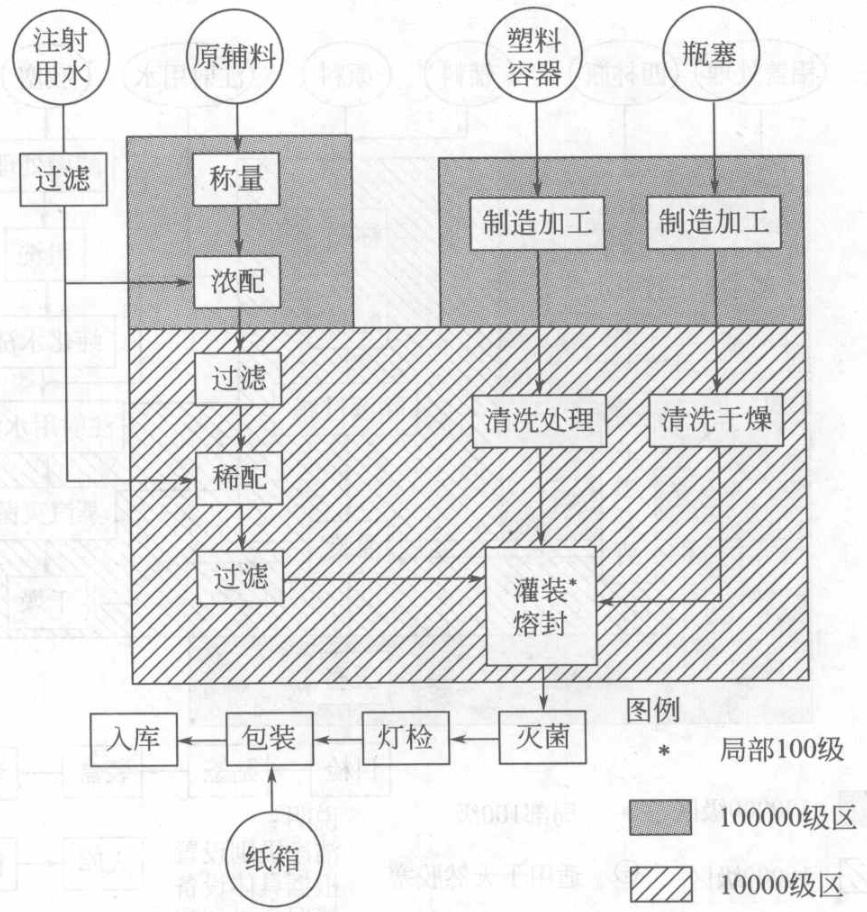 注射
用水
原辅料
塑料
容器
瓶塞
过滤
称量
制造加工
制造加工
浓配
过滤
清洗处理
清洗干燥
稀配
过滤
灌装*
熔封
入库
包装
灯检
灭菌
纸箱
图例
* 局部100级
100000级区
10000级区